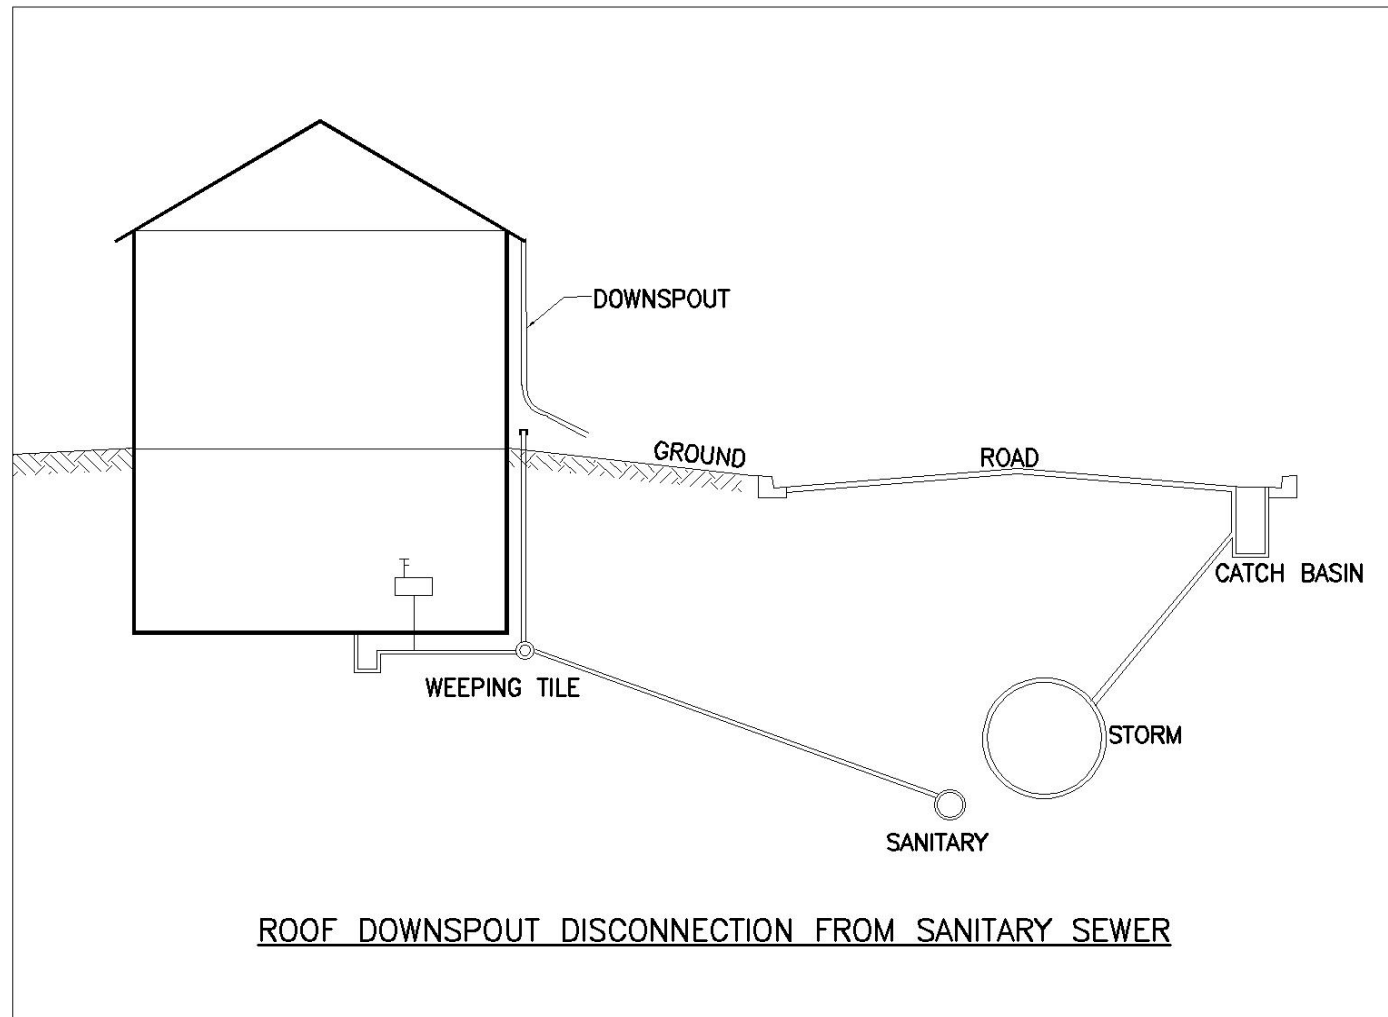 DOWNSPOUT
GROUND
ROAD
CATCH BASIN
WEEPING TILE
STORM
SANITARY
ROOF DOWNSPOUT DISCONNECTION FROM SANITARY SEWER